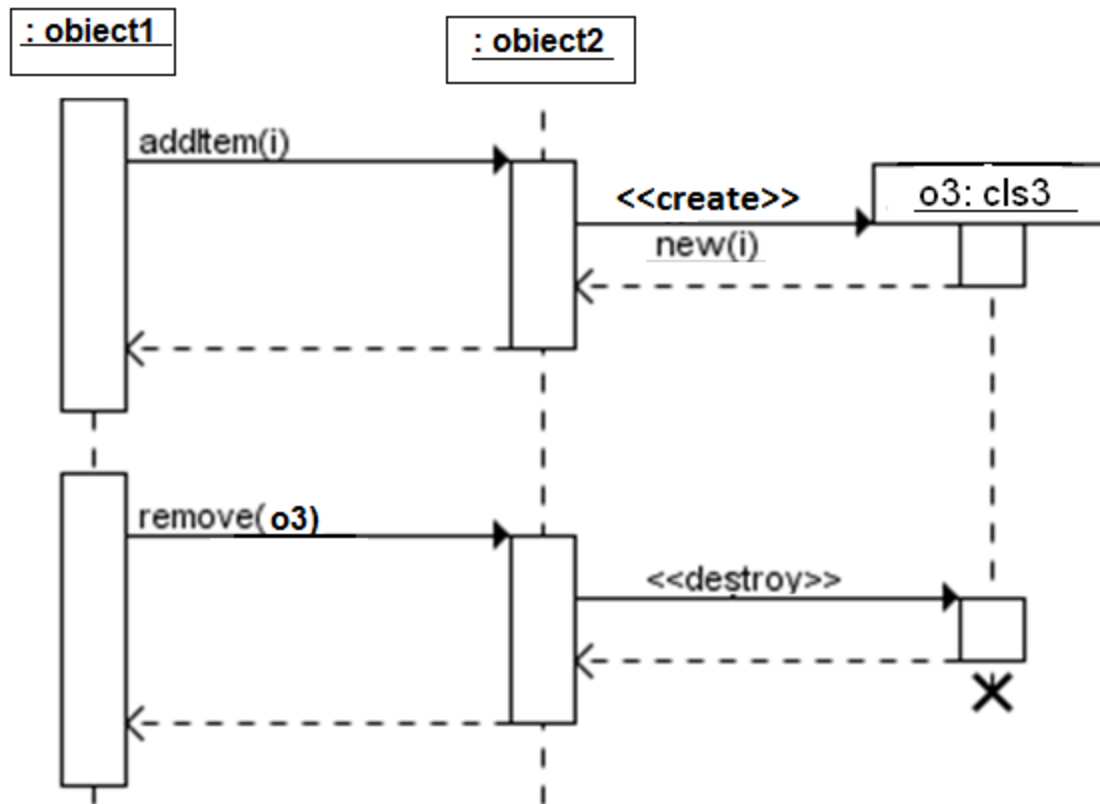 : obiect1
: obiect2
addItem(i)
<<create>>
o3: cls3
new(i)
remove( o3)
<<destroy>>